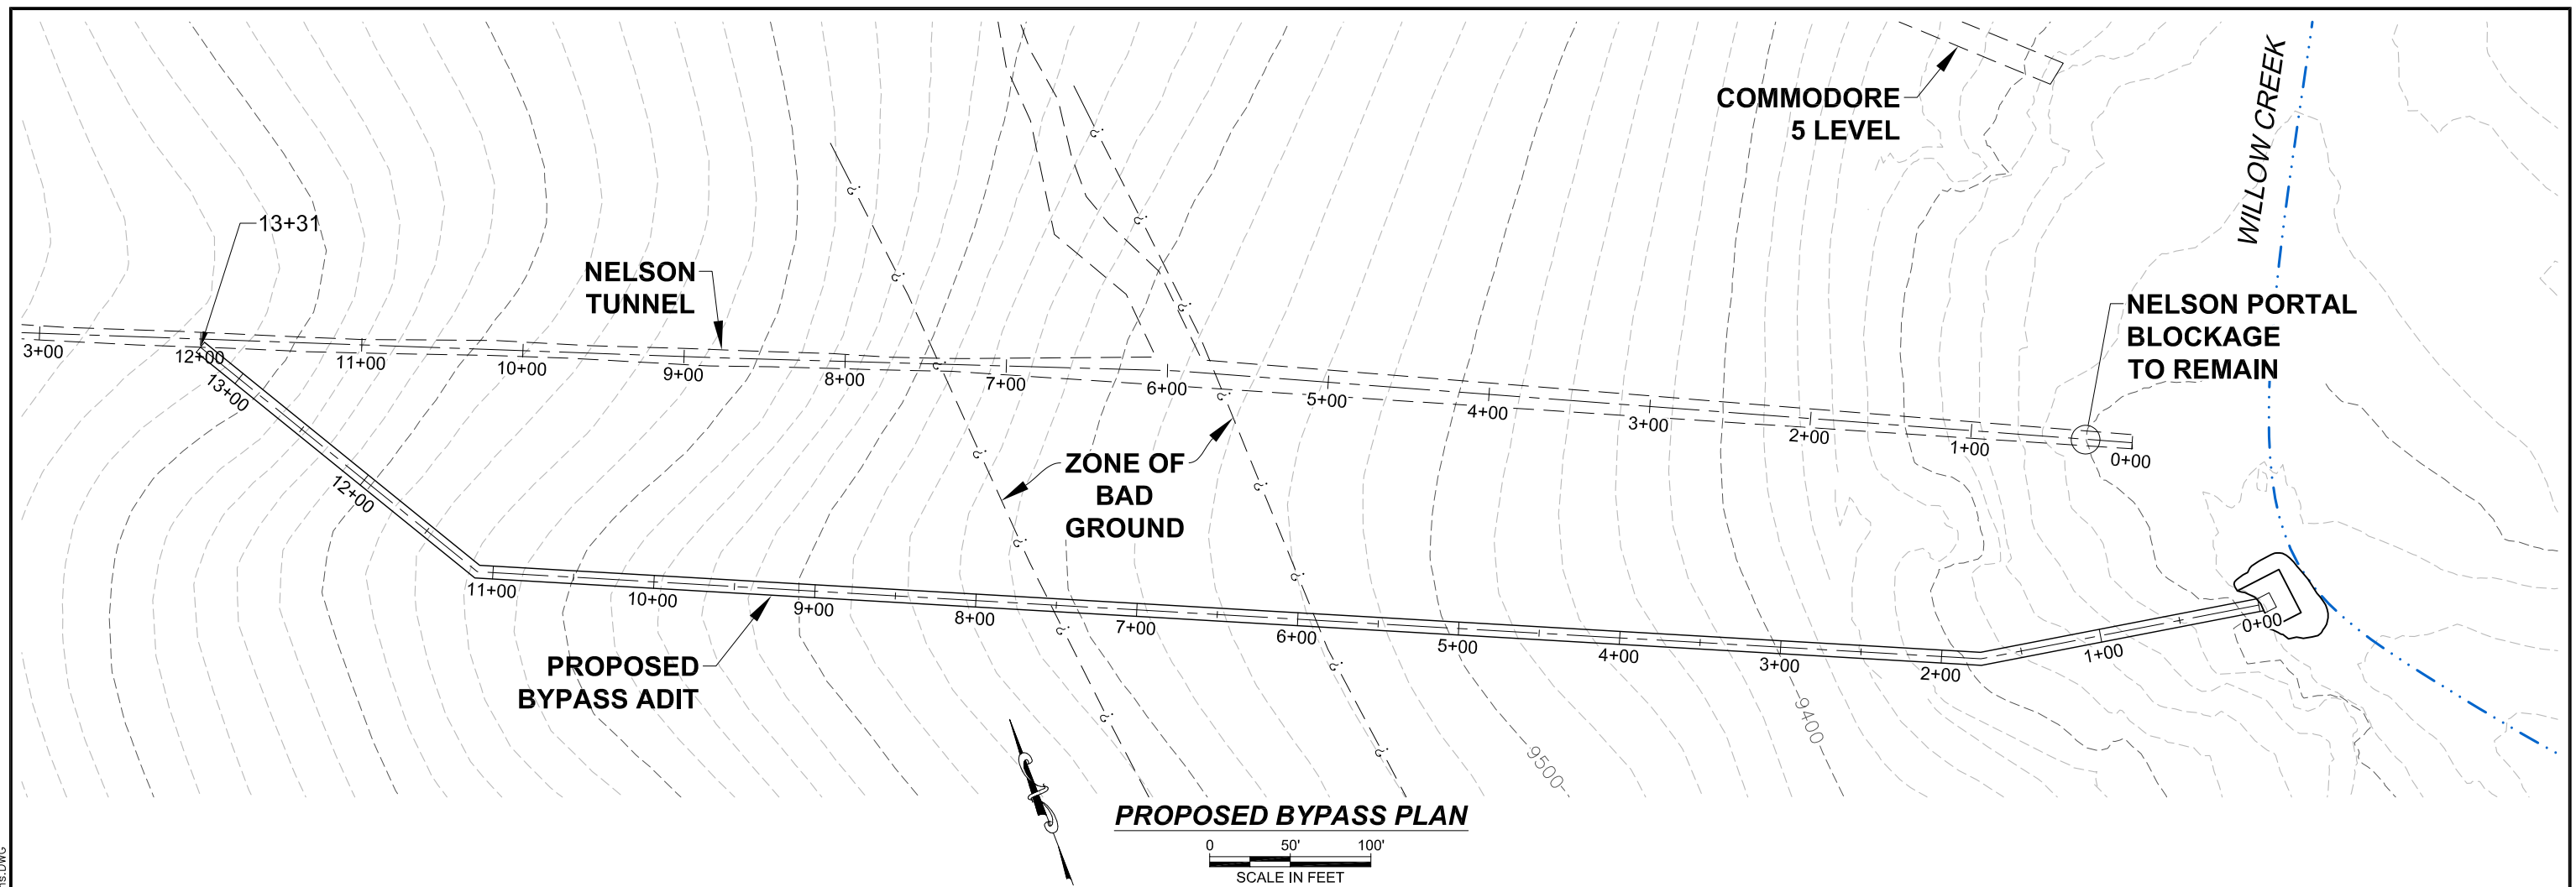 COMMODORE
5 LEVEL
WILLOW CREEK
13+31
NELSON
TUNNEL
NELSON PORTAL
BLOCKAGE
TO REMAIN
3+00
12+00
11+00
10+00
9+00
8+00
7+00
6+00
5+00
4+00
3+00
2+00
1+00
0+00
ZONE OF
BAD
GROUND
13+00
12+00
11+00
10+00
9+00
8+00
7+00
6+00
5+00
4+00
3+00
2+00
1+00
0+00
PROPOSED
BYPASS ADIT
9400
9500
PROPOSED BYPASS PLAN
0 50' 100'
SCALE IN FEET